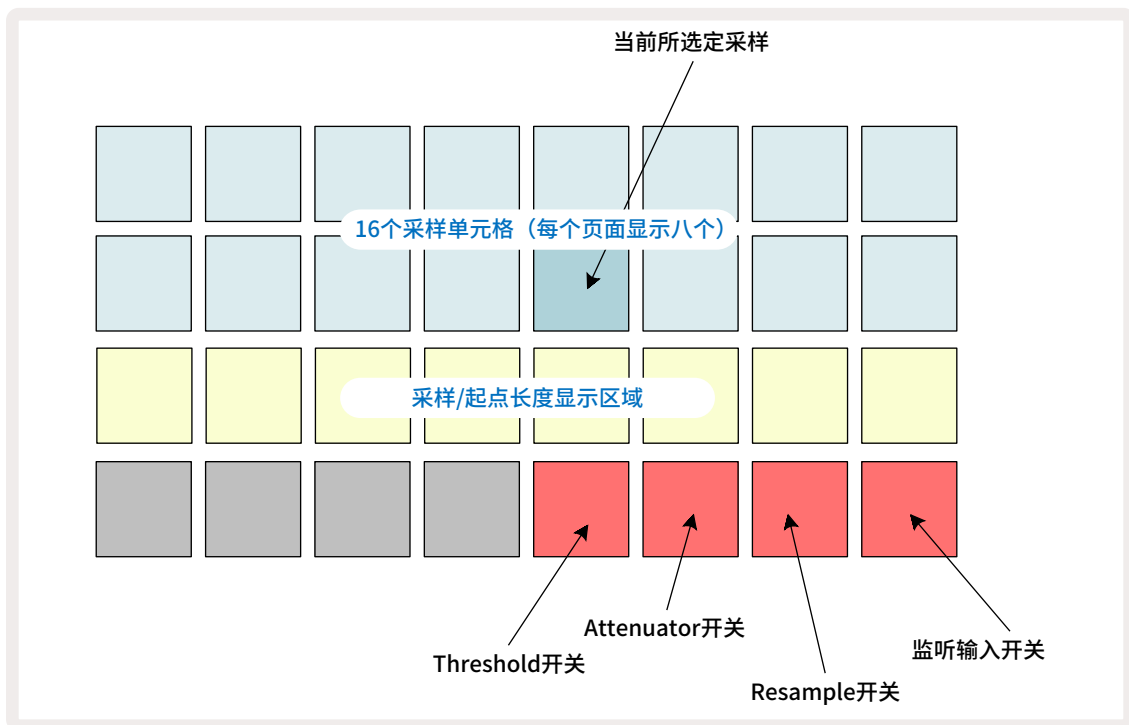 当前所选定采样
16个采样单元格（每个页面显示八个）
采样/起点长度显示区域
Threshold开关
Attenuator开关
Resample开关
监听输入开关